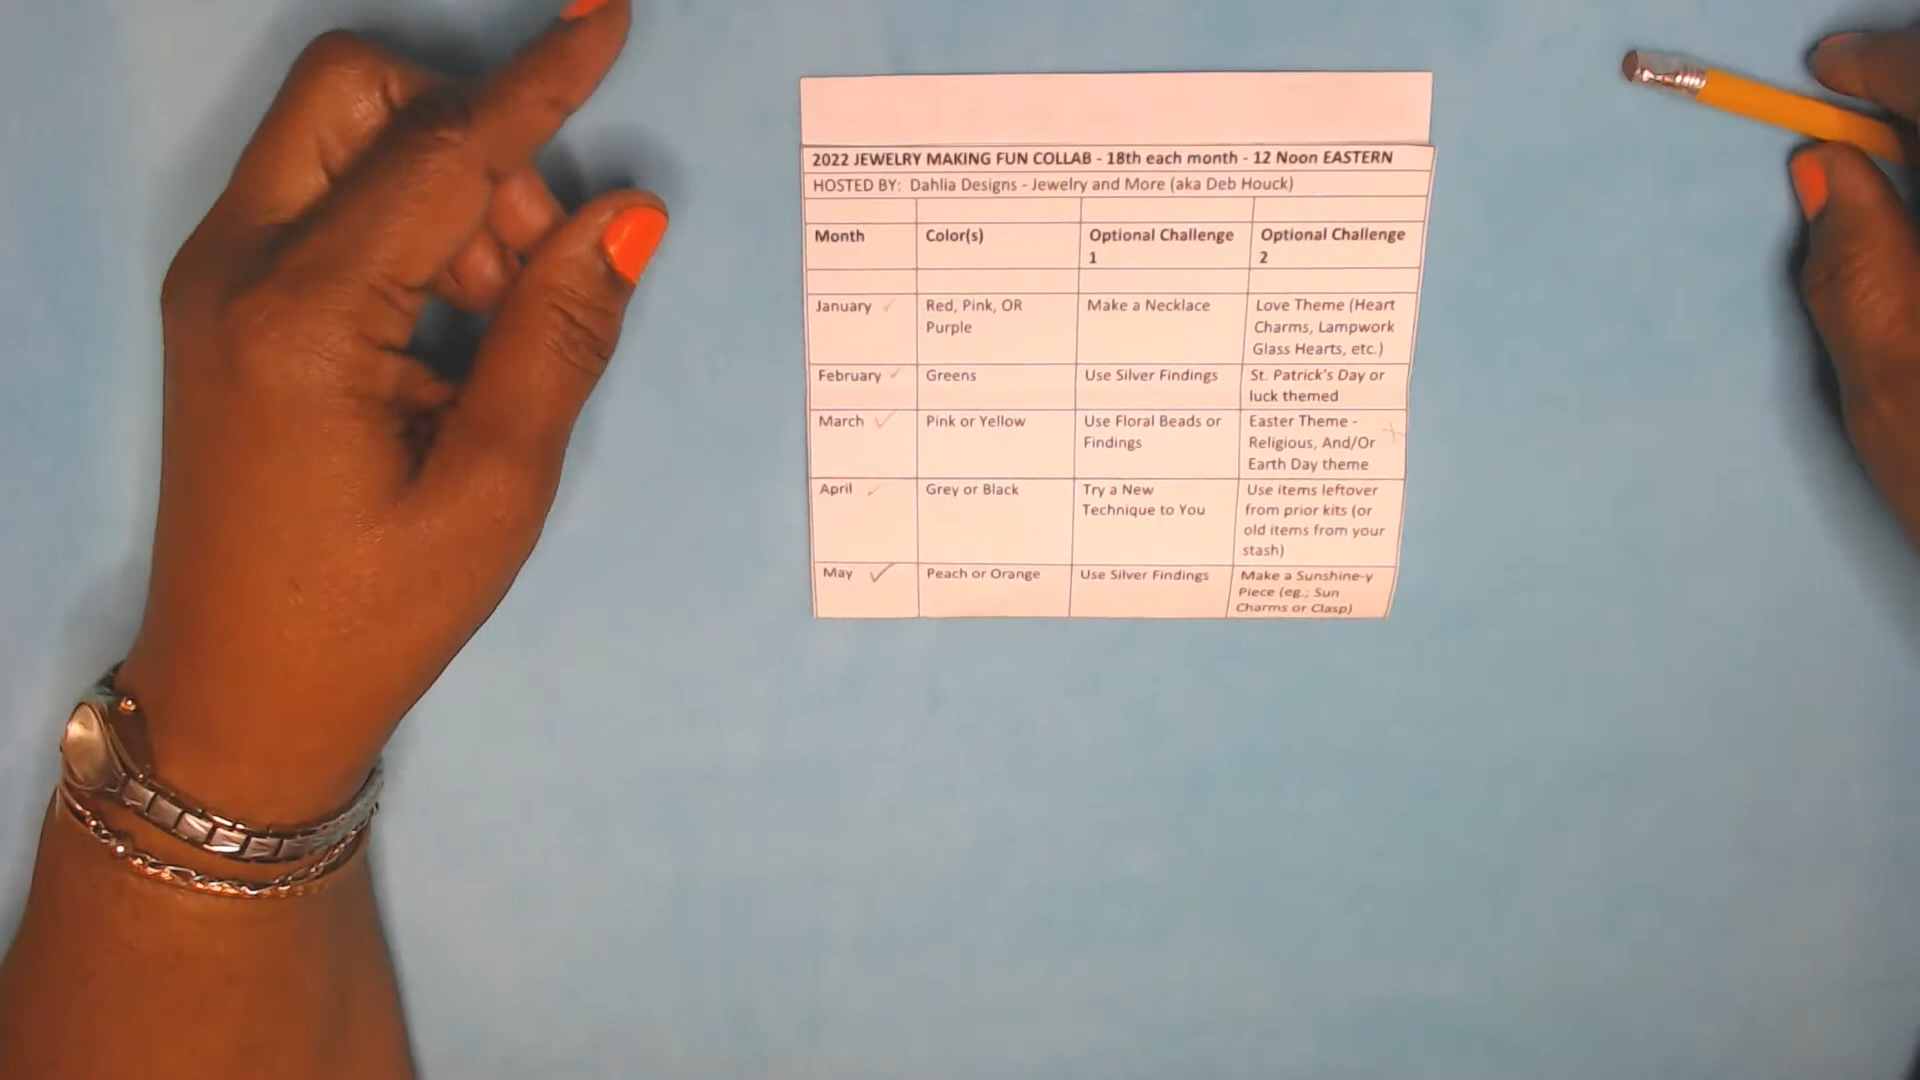 2022 JEWELRY MAKING FUN COLLAB - 18th each month - 12 Noon EASTERN
HOSTED BY: Dahlia Designs - Jewelry and More (aka Deb Houck)
Month Color(s) Optional Challenge 1 Optional Challenge 2
January Red, Pink, OR Purple Make a Necklace Love Theme (Heart Charms, Lampwork Glass Hearts, etc.)
February Greens Use Silver Findings St. Patrick's Day or luck themed
March Pink or Yellow Use Floral Beads or Findings Easter Theme - Religious, And/Or Earth Day theme
April Grey or Black Try a New Technique to You Use items leftover from prior kits (or old items from your stash)
May Peach or Orange Use Silver Findings Make a Sunshine-y Piece (eg.; Sun Charms or Clasp)